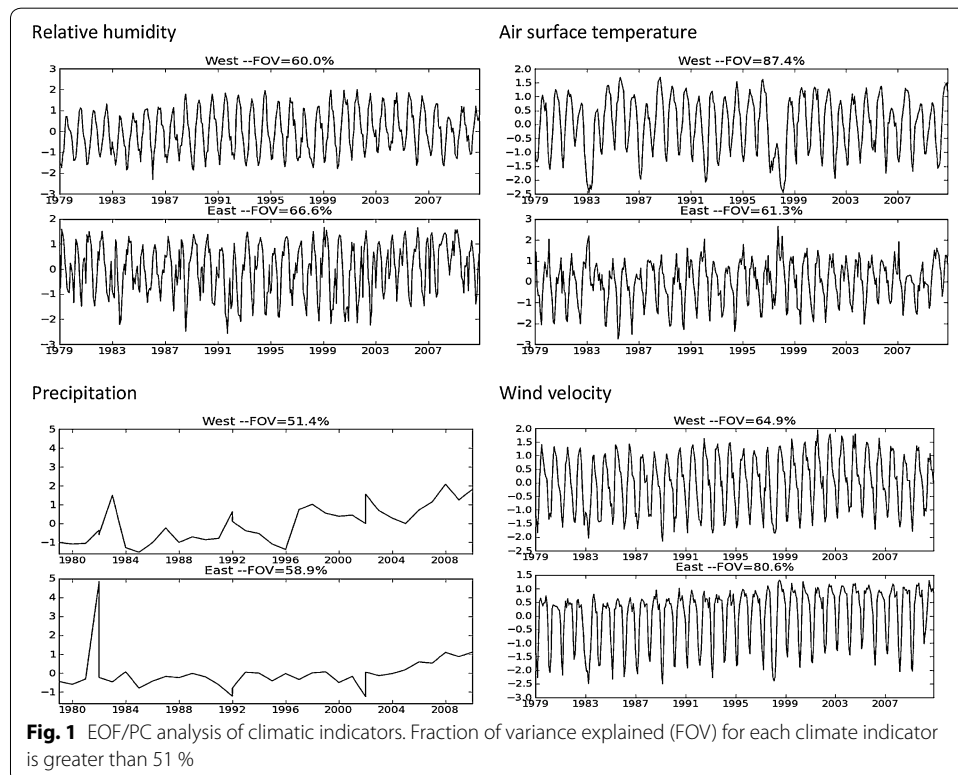 Relative humidity
West --FOV=60.0%
3
2
1
0
−1
−2
3
1979 1983 1987 1991 1995 1999 2003 2007
East --FOV=66.6%
2
1
0
−1
−2
3
1979 1983 1987 1991 1995 1999 2003 2007
Air surface temperature
West --FOV=87.4%
2.0
1.5
1.0
0.5
0.0
−0.5
−1.0
−1.5
−2.0
−2.5
1979 1983 1987 1991 1995 1999 2003 2007
East --FOV=61.3%
3
2
1
0
−1
−2
3
1979 1983 1987 1991 1995 1999 2003 2007
Precipitation
West --FOV=51.4%
5
4
3
2
1
0
−1
1980 1984 1988 1992 1996 2000 2004 2008
East --FOV=58.9%
5
4
3
2
1
0
−1
1980 1984 1988 1992 1996 2000 2004 2008
Wind velocity
West --FOV=64.9%
2.0
1.5
1.0
0.5
0.0
−0.5
−1.0
−1.5
−2.0
−2.5
1979 1983 1987 1991 1995 1999 2003 2007
East --FOV=80.6%
1.5
1.0
0.5
0.0
−0.5
−1.0
−1.5
−2.0
−2.5
−3.0
1979 1983 1987 1991 1995 1999 2003 2007
Fig. 1 EOF/PC analysis of climatic indicators. Fraction of variance explained (FOV) for each climate indicator
is greater than 51 %